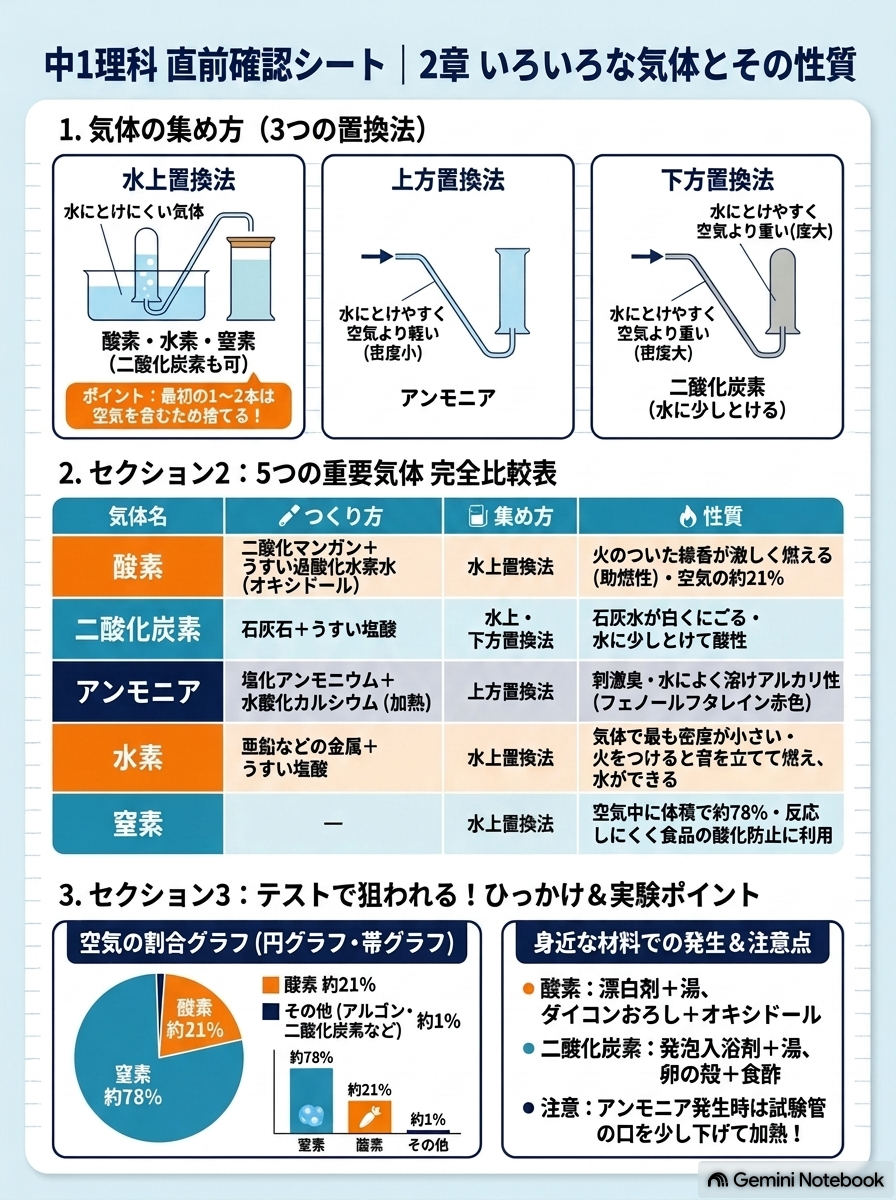 中1理科 直前確認シート｜2章 いろいろな気体とその性質
1. 気体の集め方（3つの置換法）
水上置換法
水にとけにくい気体
酸素・水素・窒素
（二酸化炭素も可）
ポイント：最初の1〜2本は
空気を含むため捨てる！
上方置換法
水にとけやすく
空気より軽い
(密度小)
アンモニア
下方置換法
水にとけやすく
空気より重い(度大)
水にとけやすく
空気より重い
(密度大)
二酸化炭素
（水に少しとける）
2. セクション2：5つの重要気体 完全比較表
気体名 つくり方 集め方 性質
酸素
二酸化マンガン＋
うすい過酸化水素水
(オキシドール)
水上置換法
火のついた線香が激しく燃える
(助燃性)・空気の約21%
二酸化炭素
石灰石＋うすい塩酸
水上・
下方置換法
石灰水が白くにごる・
水に少しとけて酸性
アンモニア
塩化アンモニウム＋
水酸化カルシウム (加熱)
上方置換法
刺激臭・水によく溶けアルカリ性
(フェノールフタレイン赤色)
水素
亜鉛などの金属＋
うすい塩酸
水上置換法
気体で最も密度が小さい・
火をつけると音を立てて燃え、
水ができる
窒素
—
水上置換法
空気中に体積で約78%・反応
しにくく食品の酸化防止に利用
3. セクション3：テストで狙われる！ひっかけ＆実験ポイント
空気の割合グラフ (円グラフ・帯グラフ)
酸素
約21%
窒素
約78%
酸素 約21%
その他 (アルゴン・
二酸化炭素など) 約1%
約78%
約21%
約1%
窒素 その他
身近な材料での発生＆注意点
酸素：漂白剤＋湯、
ダイコンおろし＋オキシドール
二酸化炭素：発泡入浴剤＋湯、
卵の殻＋食酢
注意：アンモニア発生時は試験管
の口を少し下げて加熱！
Gemini Notebook